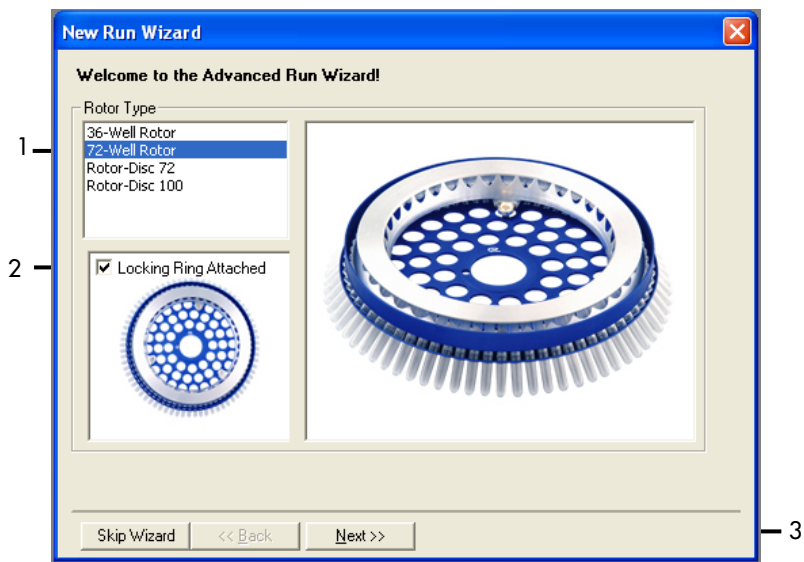 New Run Wizard
Welcome to the Advanced Run Wizard!
Rotor Type
1
36-Well Rotor
72-Well Rotor
Rotor-Disc 72
Rotor-Disc 100
2
Locking Ring Attached
Skip Wizard
<< Back
Next >>
3